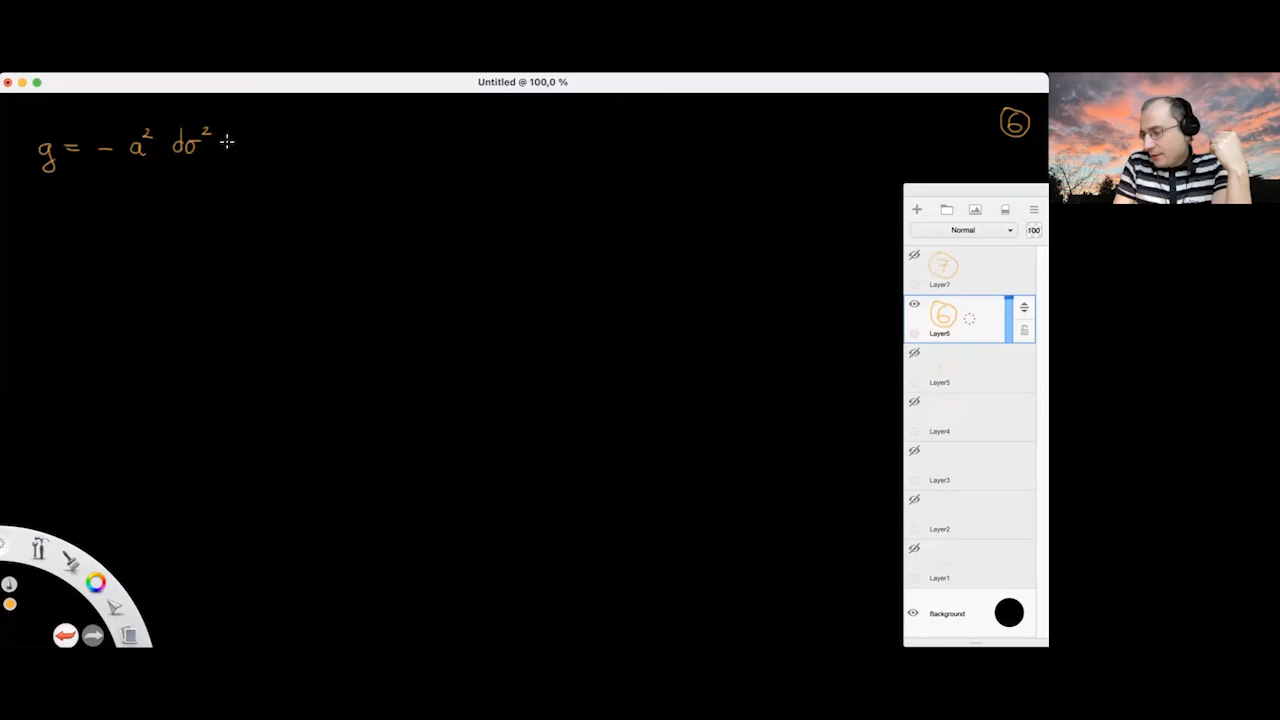 Untitled @ 100,0 %
g = - a² dσ²
6
Normal
100
7
Layer7
6
Layer6
Layer5
Layer4
Layer3
Layer2
Layer1
Background